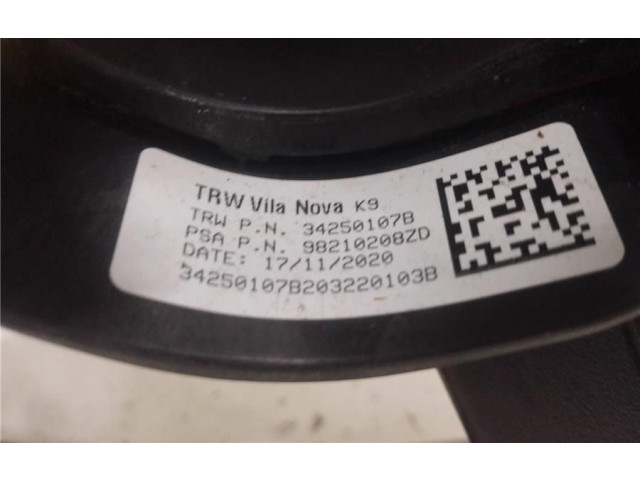 TRW Vila Nova K9
TRW P.N. 34250107B
PSA P.N. 98210208ZD
DATE: 17/11/2020
34250107B203220103B